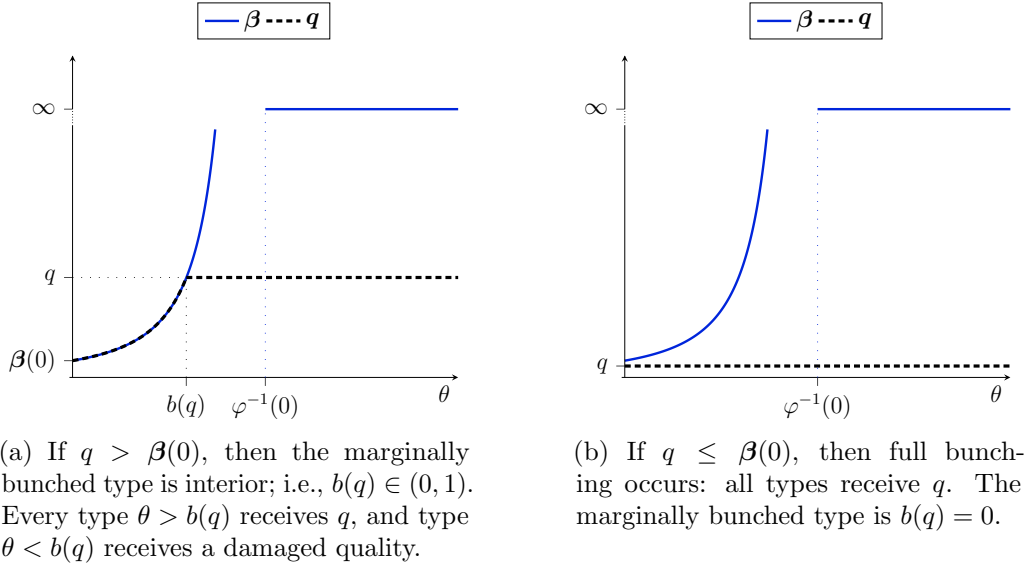 β q
∞
q
β(0)
b(q) φ⁻¹(0) θ
(a) If q > β(0), then the marginally
bunched type is interior; i.e., b(q) ∈ (0, 1).
Every type θ > b(q) receives q, and type
θ < b(q) receives a damaged quality.
β q
∞
q
φ⁻¹(0) θ
(b) If q ≤ β(0), then full bunch-
ing occurs: all types receive q. The
marginally bunched type is b(q) = 0.